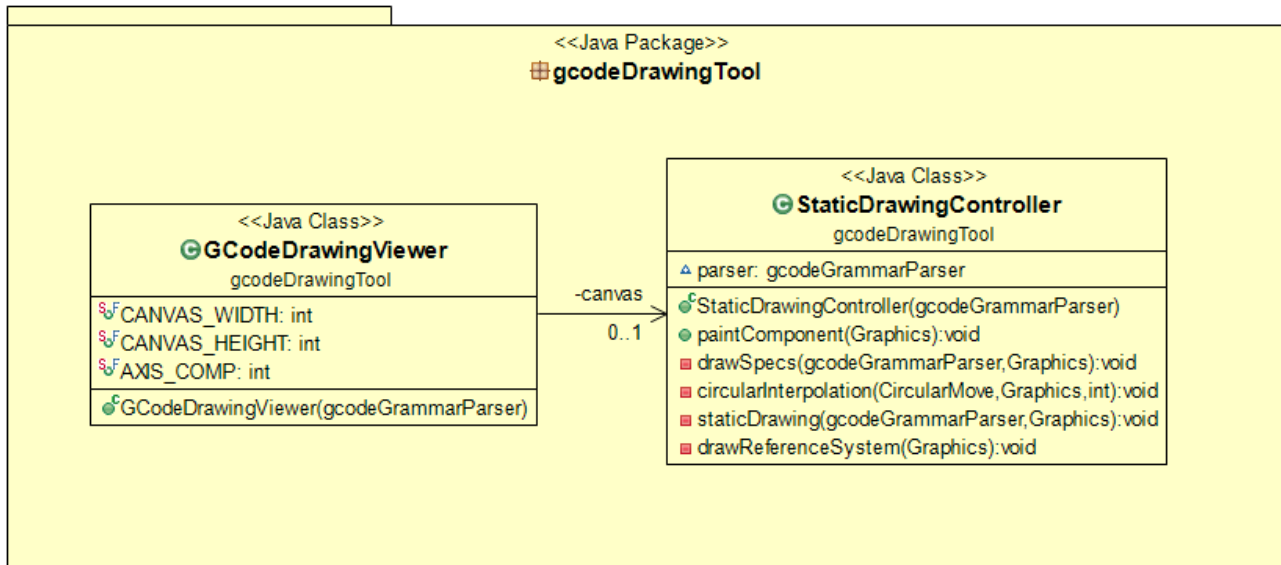 <<Java Package>>
gcodeDrawingTool
<<Java Class>>
GCodeDrawingViewer
gcodeDrawingTool
S F CANVAS_WIDTH: int
S F CANVAS_HEIGHT: int
S F AXIS_COMP: int
C GCodeDrawingViewer(gcodeGrammarParser)
-canvas
0..1
<<Java Class>>
C StaticDrawingController
gcodeDrawingTool
parser: gcodeGrammarParser
C StaticDrawingController(gcodeGrammarParser)
paintComponent(Graphics):void
drawSpecs(gcodeGrammarParser,Graphics):void
circularInterpolation(CircularMove,Graphics,int):void
staticDrawing(gcodeGrammarParser,Graphics):void
drawReferenceSystem(Graphics):void